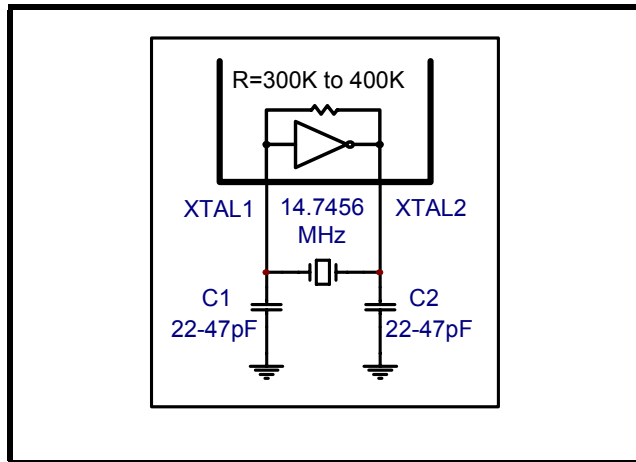 R=300K to 400K
XTAL1 14.7456 XTAL2
MHz
C1 C2
22-47pF 22-47pF